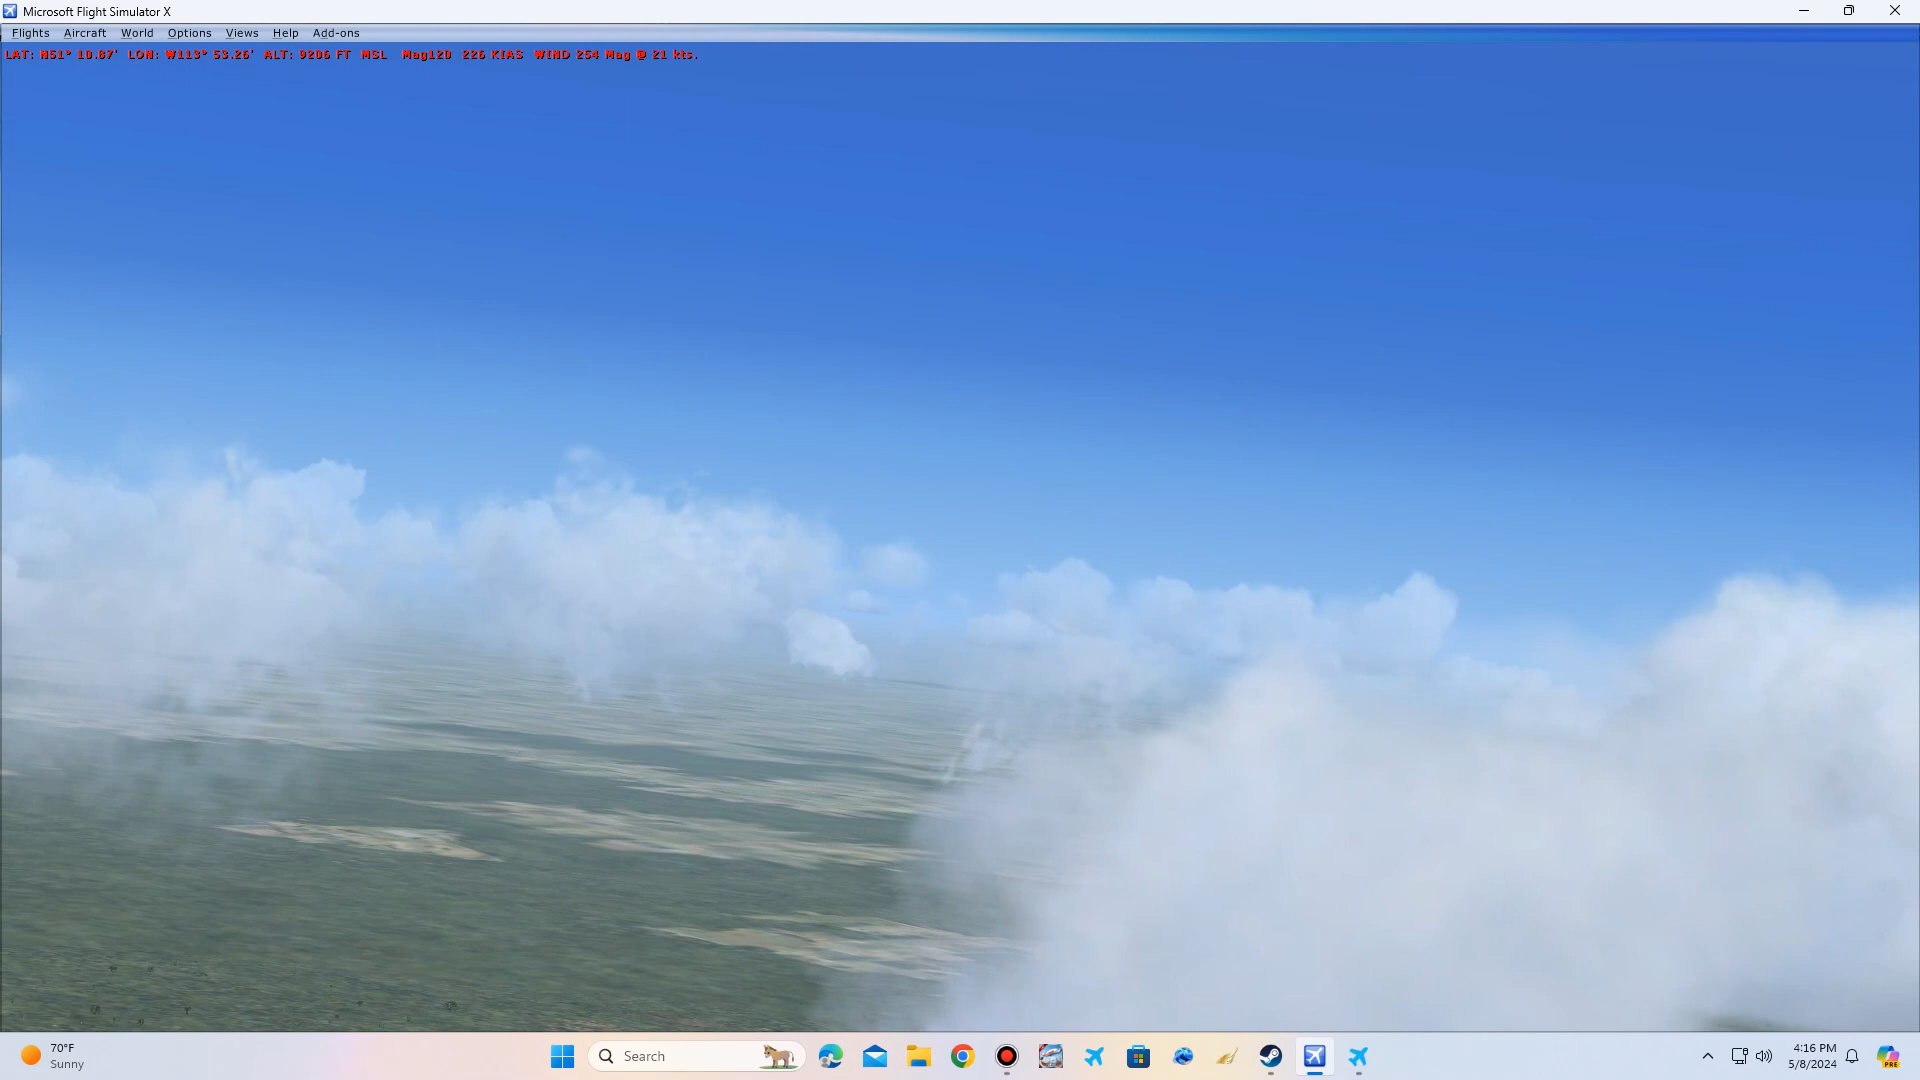 Microsoft Flight Simulator X
Flights Aircraft World Options Views Help Add-ons
LAT: N51° 10.87' LON: W113° 53.26' ALT: 9206 FT MSL Mag120 226 KIAS WIND 254 Mag @ 21 kts.
70°F
Sunny
Search
4:16 PM
5/8/2024
PRE